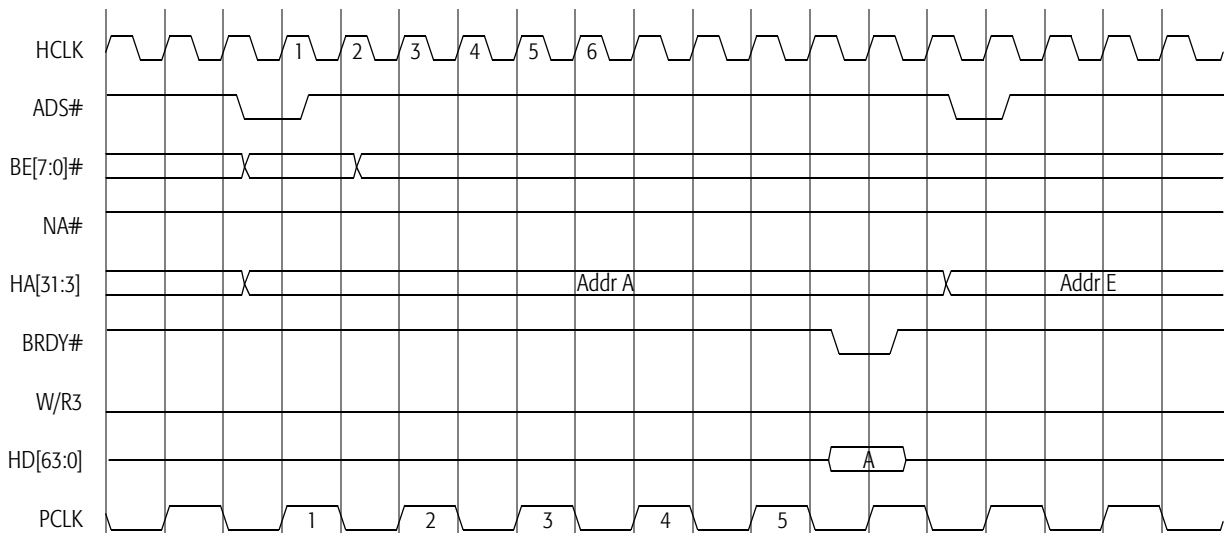 HCLK 1 2 3 4 5 6
ADS#
BE[7:0]#
NA#
HA[31:3] Addr A Addr E
BRDY#
W/R3
HD[63:0] A
PCLK 1 2 3 4 5